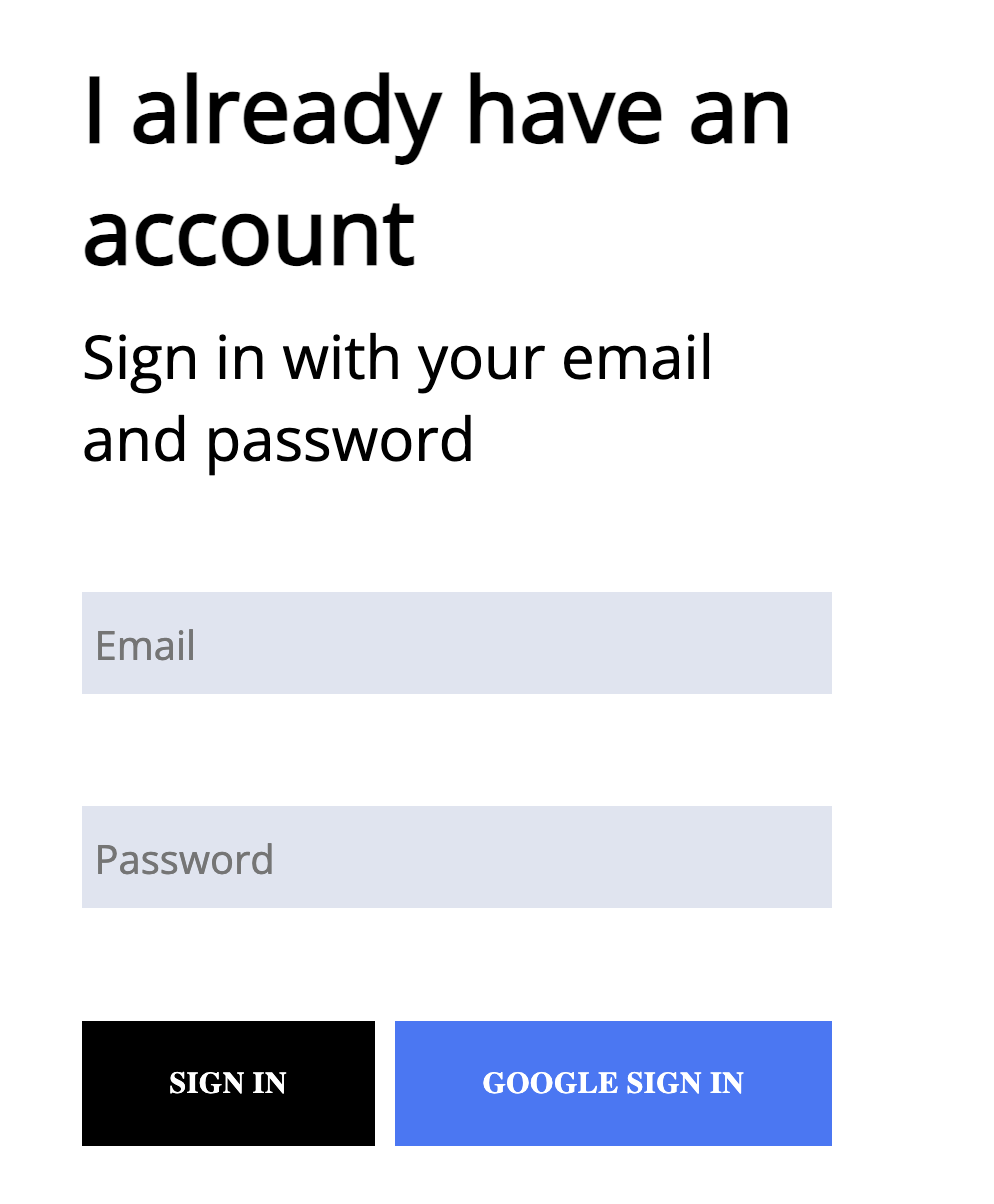 I already have an
account
Sign in with your email
and password
Email
Password
SIGN IN
GOOGLE SIGN IN